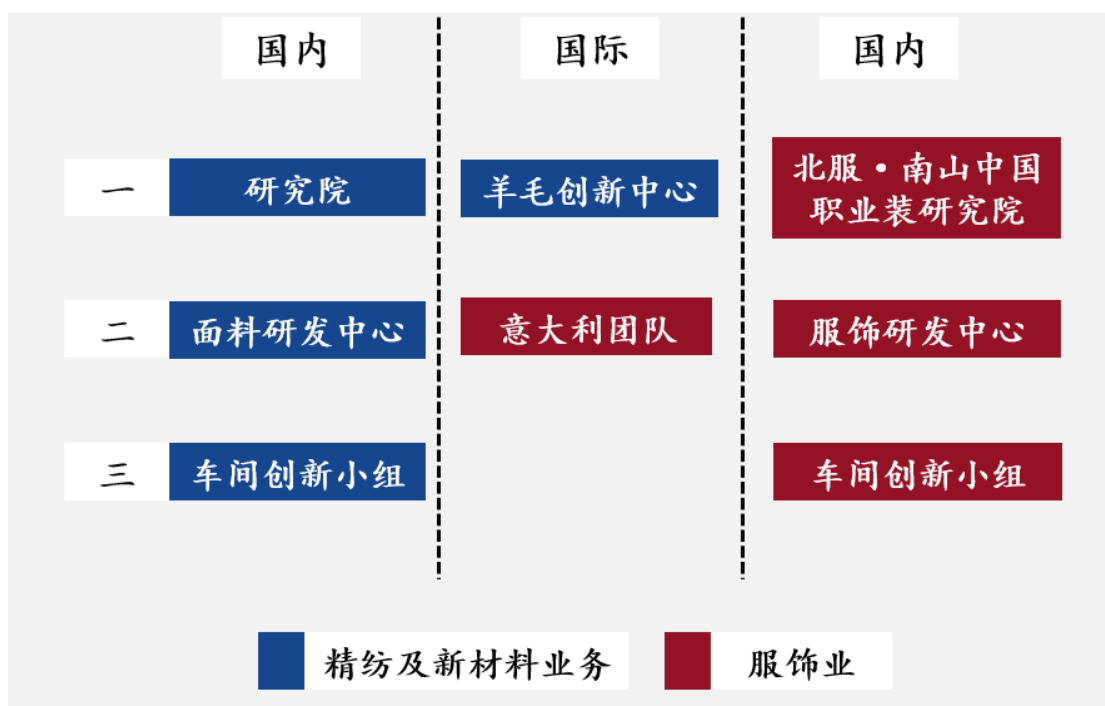 国内
国际
国内
一
研究院
羊毛创新中心
北服·南山中国
职业装研究院
二
面料研发中心
意大利团队
服饰研发中心
三
车间创新小组
车间创新小组
精纺及新材料业务
服饰业